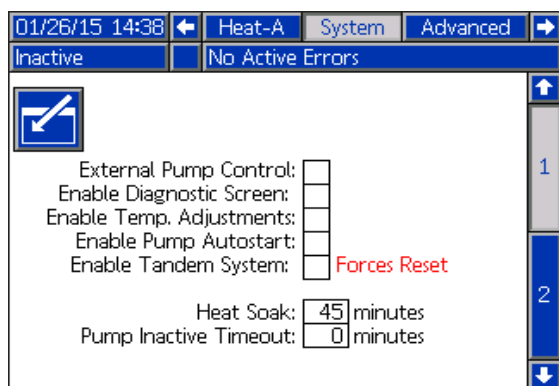 01/26/15 14:38 Heat-A System Advanced
Inactive No Active Errors
External Pump Control:
1
Enable Diagnostic Screen:
Enable Temp. Adjustments:
Enable Pump Autostart:
Enable Tandem System: Forces Reset
2
Heat Soak: 45 minutes
Pump Inactive Timeout: 0 minutes